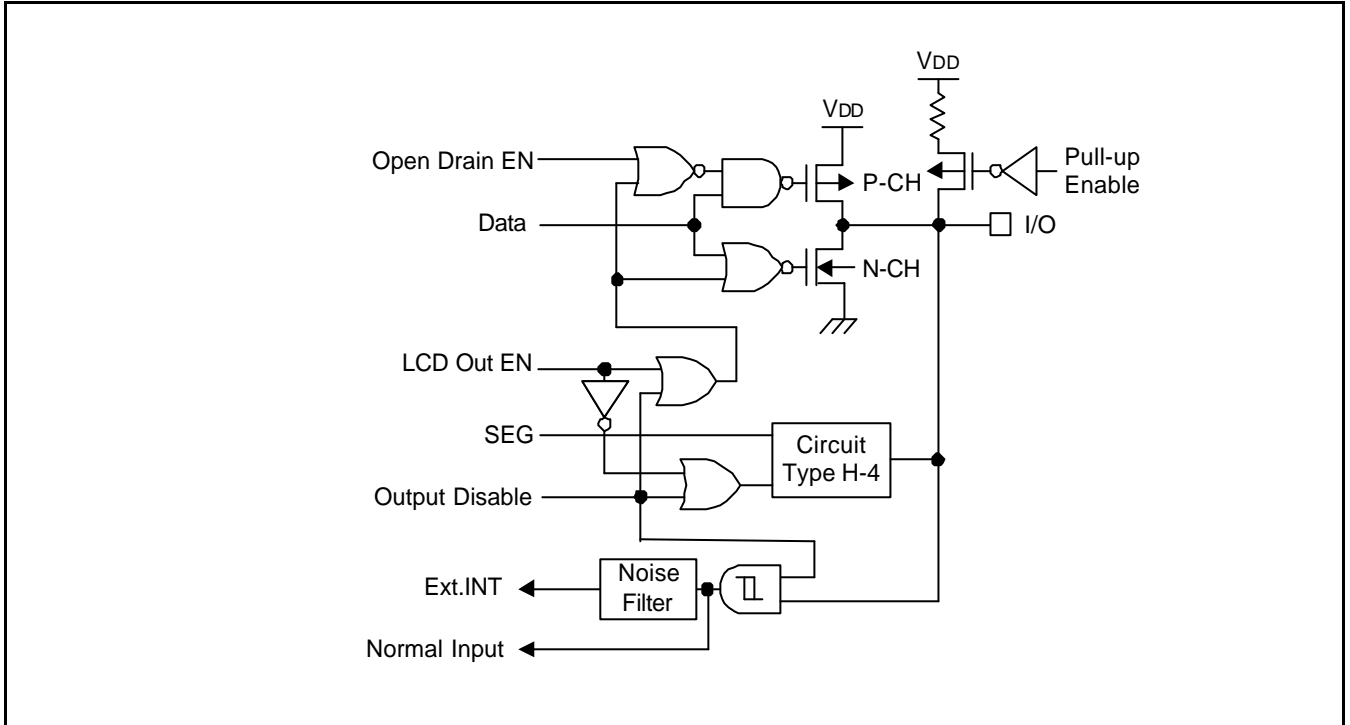 VDD
VDD
Open Drain EN
P-CH
Pull-up
Enable
Data
I/O
N-CH
LCD Out EN
SEG
Circuit
Type H-4
Output Disable
Ext.INT
Noise
Filter
Normal Input